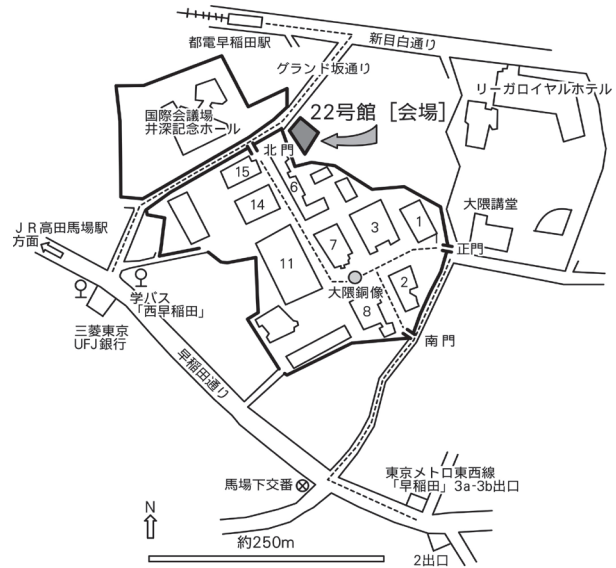 都電早稲田駅
新目白通り
グランド坂通り
国際会議場
井深記念ホール
22号館 [会場]
リーガロイヤルホテル
北門
15
6
14
大隈講堂
3
1
7
正門
11
大隈銅像
2
8
南門
JR高田馬場駅
方面
学バス
「西早稲田」
三菱東京
UFJ銀行
早稲田通り
馬場下交番
東京メトロ東西線
「早稲田」3a-3b出口
2出口
N
約250m